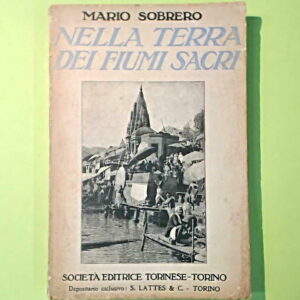 MARIO SOBRERO
NELLA TERRA
DEI FIUMI SACRI
SOCIETÀ EDITRICE TORINESE-TORINO
Depositario esclusivo: S. LATTES & C. - TORINO